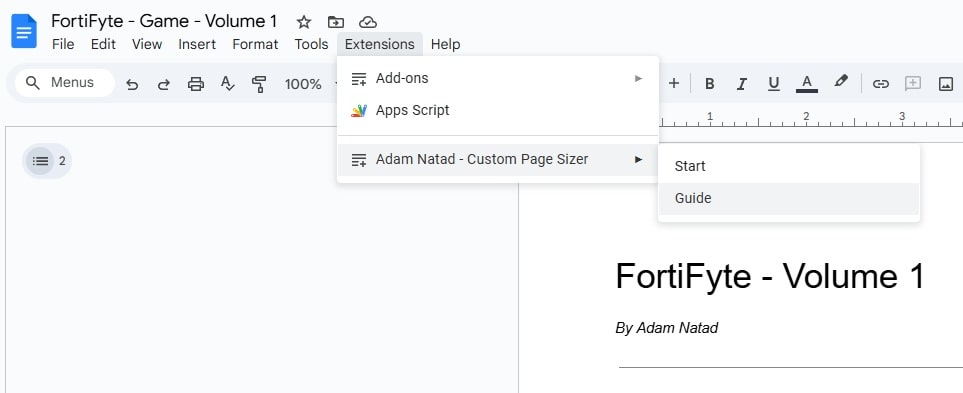 FortiFyte - Game - Volume 1
File Edit View Insert Format Tools Extensions Help
Menus 100% + B I U A
Add-ons
Apps Script
Adam Natad - Custom Page Sizer
Start
Guide
1 2 3
2
FortiFyte - Volume 1
By Adam Natad